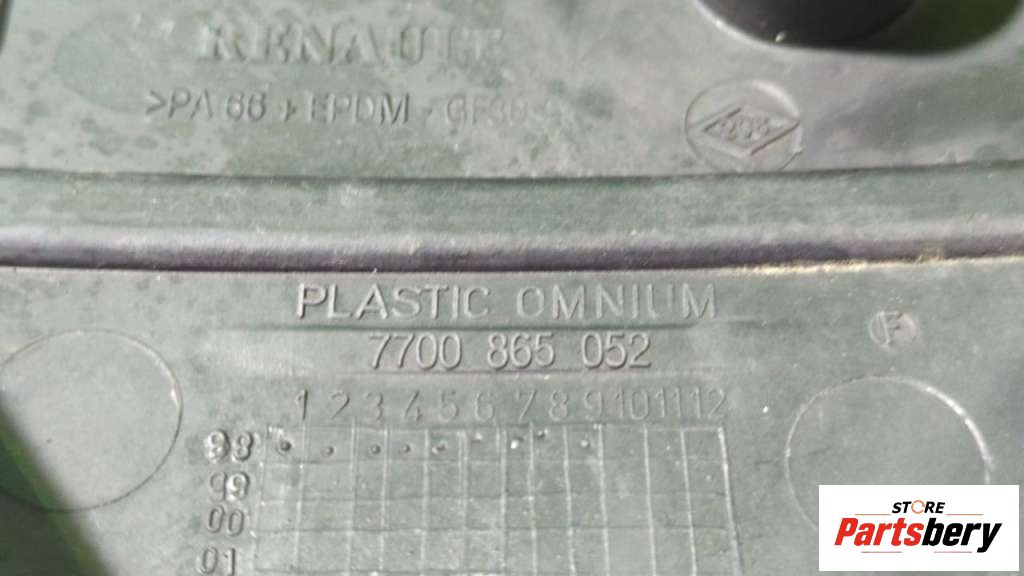 RENAULT
>PA 66 + EPDM - GF30
PLASTIC OMNIUM
7700 865 052
F
1 2 3 4 5 6 7 8 9 10 11 12
98
99
00
01
STORE
Partsbery